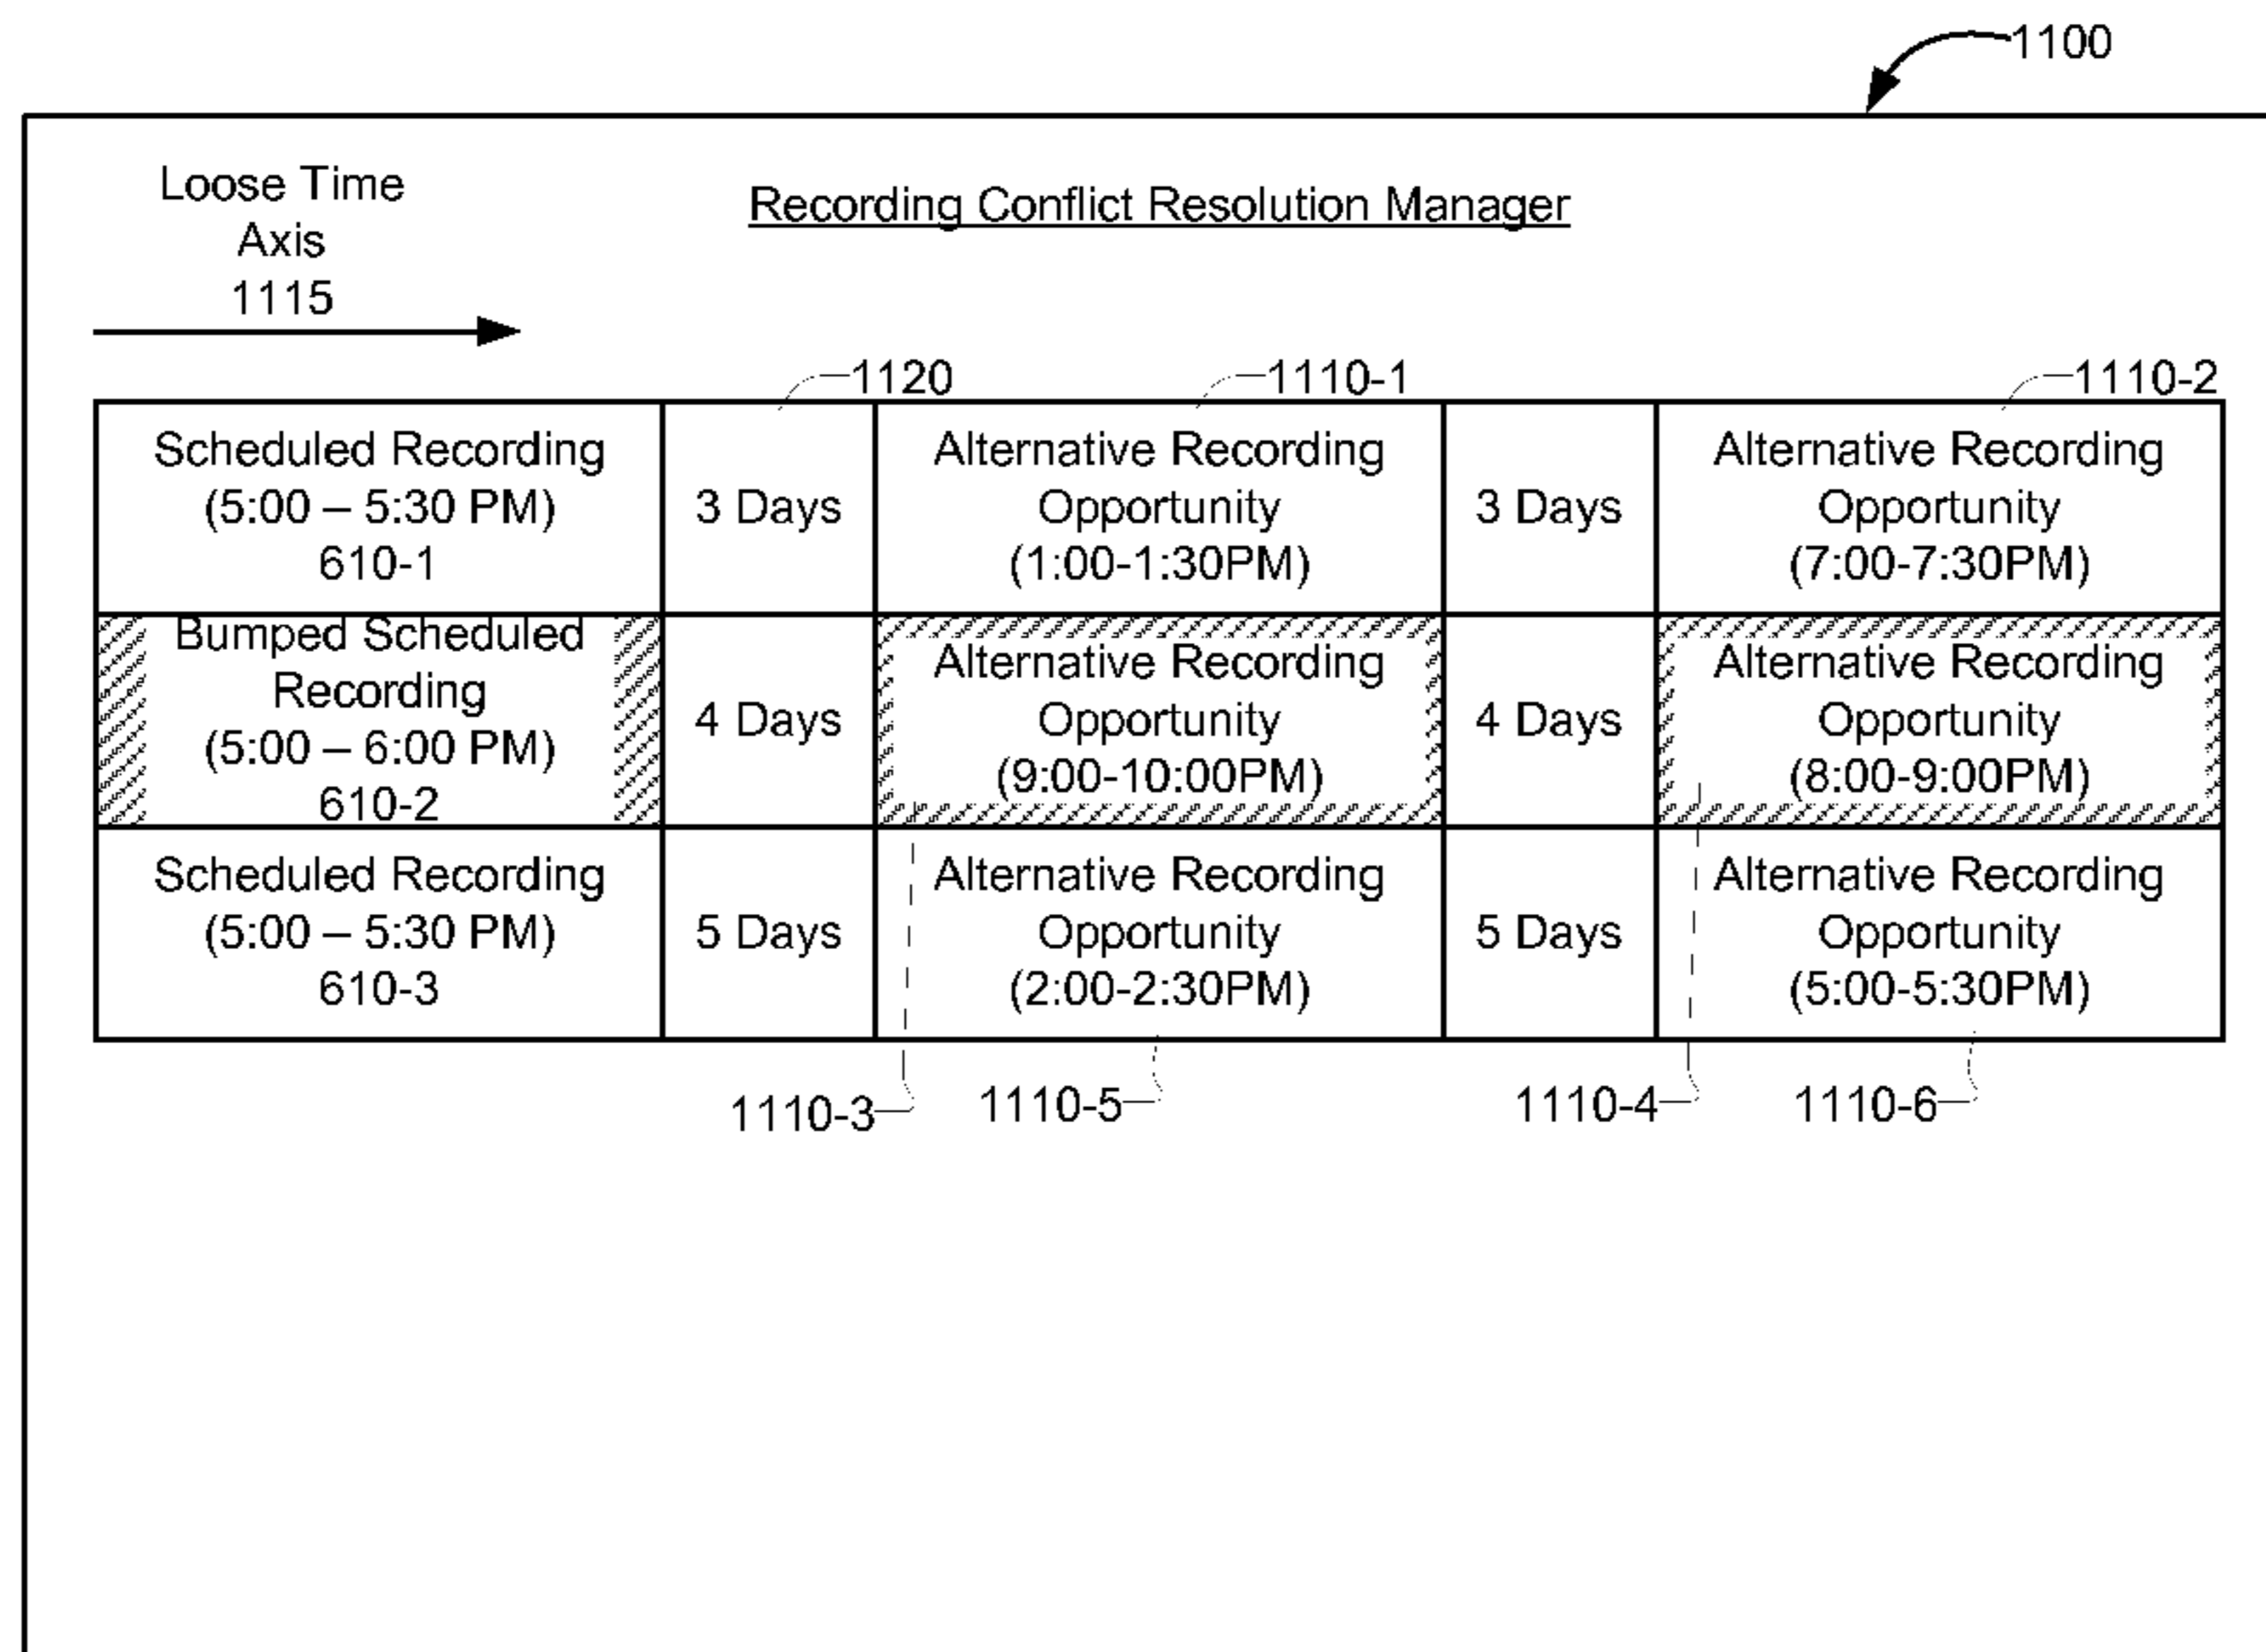 1100
Loose Time
Axis
1115
Recording Conflict Resolution Manager
1120
1110-1
1110-2
Scheduled Recording
(5:00 – 5:30 PM)
610-1
3 Days
Alternative Recording
Opportunity
(1:00-1:30PM)
3 Days
Alternative Recording
Opportunity
(7:00-7:30PM)
Bumped Scheduled
Recording
(5:00 – 6:00 PM)
610-2
4 Days
Alternative Recording
Opportunity
(9:00-10:00PM)
4 Days
Alternative Recording
Opportunity
(8:00-9:00PM)
Scheduled Recording
(5:00 – 5:30 PM)
610-3
5 Days
Alternative Recording
Opportunity
(2:00-2:30PM)
5 Days
Alternative Recording
Opportunity
(5:00-5:30PM)
1110-3
1110-5
1110-4
1110-6